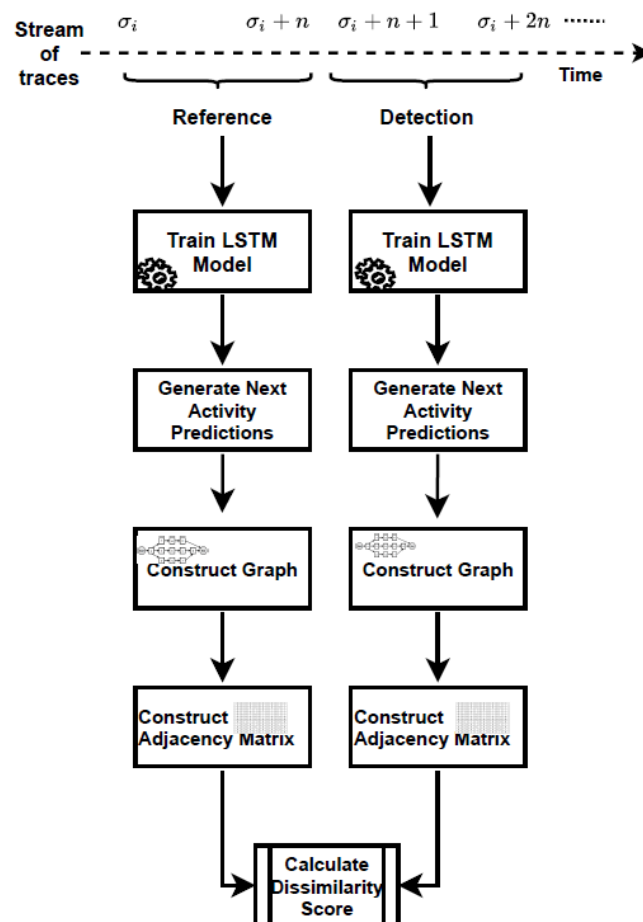 Stream of traces
σ_i σ_i + n σ_i + n + 1 σ_i + 2n ......
Time
Reference Detection
Train LSTM
Model
Train LSTM
Model
Generate Next
Activity
Predictions
Generate Next
Activity
Predictions
Construct Graph
Construct Graph
Construct
Adjacency Matrix
Construct
Adjacency Matrix
Calculate
Dissimilarity
Score